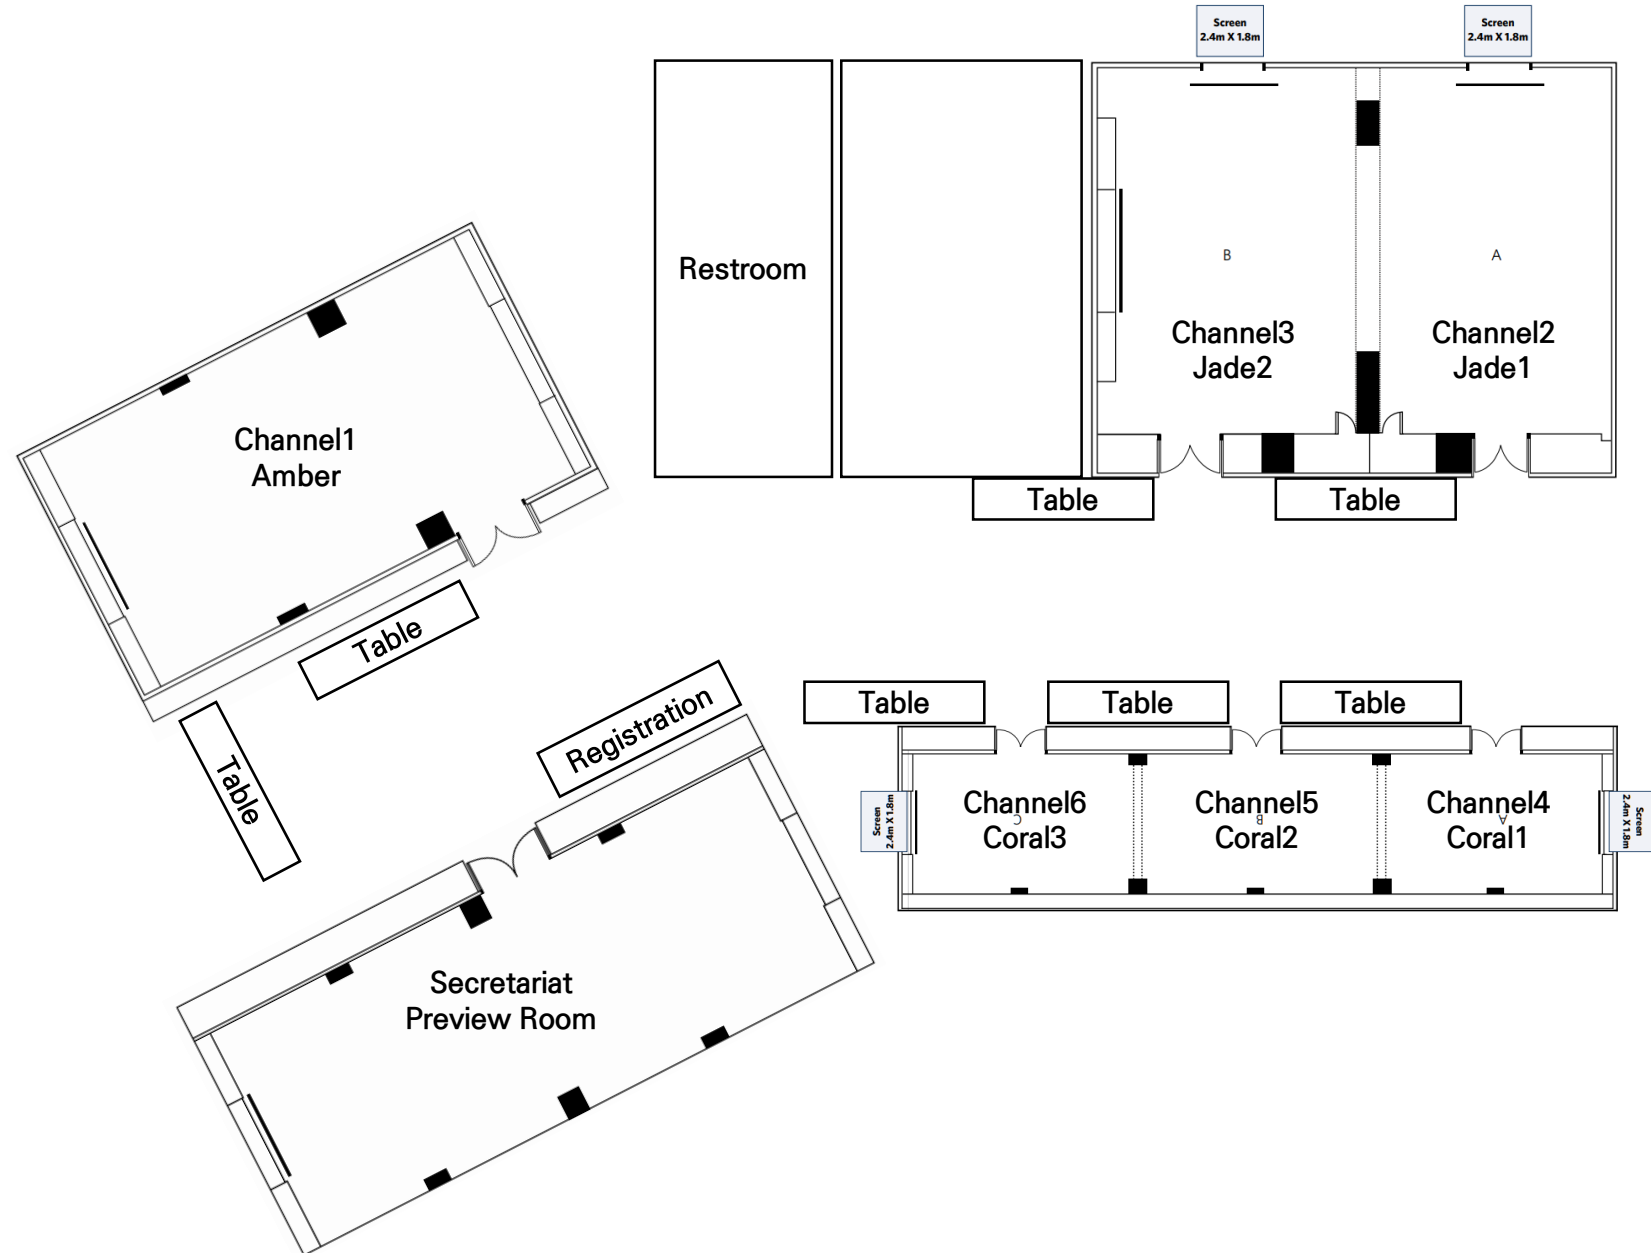 Screen
2.4m X 1.8m
Screen
2.4m X 1.8m
Restroom
B
A
Channel3
Jade2
Channel2
Jade1
Channel1
Amber
Table
Table
Table
Table
Registration
Table
Table
Table
Screen
2.4m X 1.8m
Channel6
C
Coral3
Channel5
B
Coral2
Channel4
A
Coral1
Screen
2.4m X 1.8m
Secretariat
Preview Room